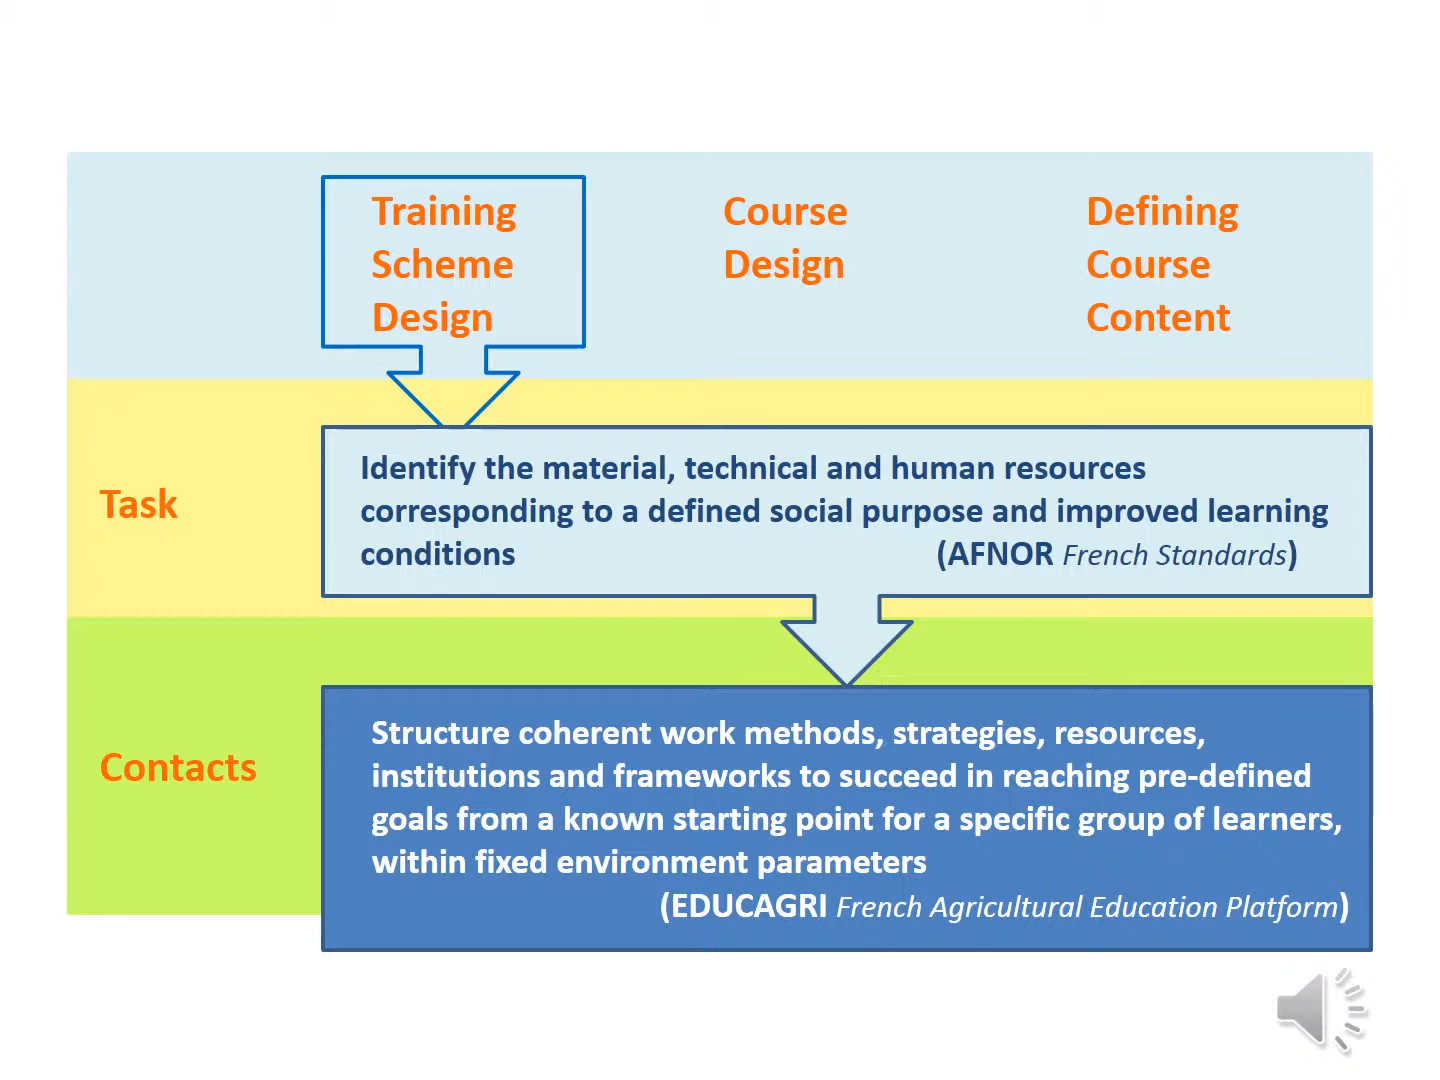 Training
Scheme
Design
Course
Design
Defining
Course
Content
Task
Identify the material, technical and human resources
corresponding to a defined social purpose and improved learning
conditions (AFNOR French Standards)
Contacts
Structure coherent work methods, strategies, resources,
institutions and frameworks to succeed in reaching pre-defined
goals from a known starting point for a specific group of learners,
within fixed environment parameters
(EDUCAGRI French Agricultural Education Platform)